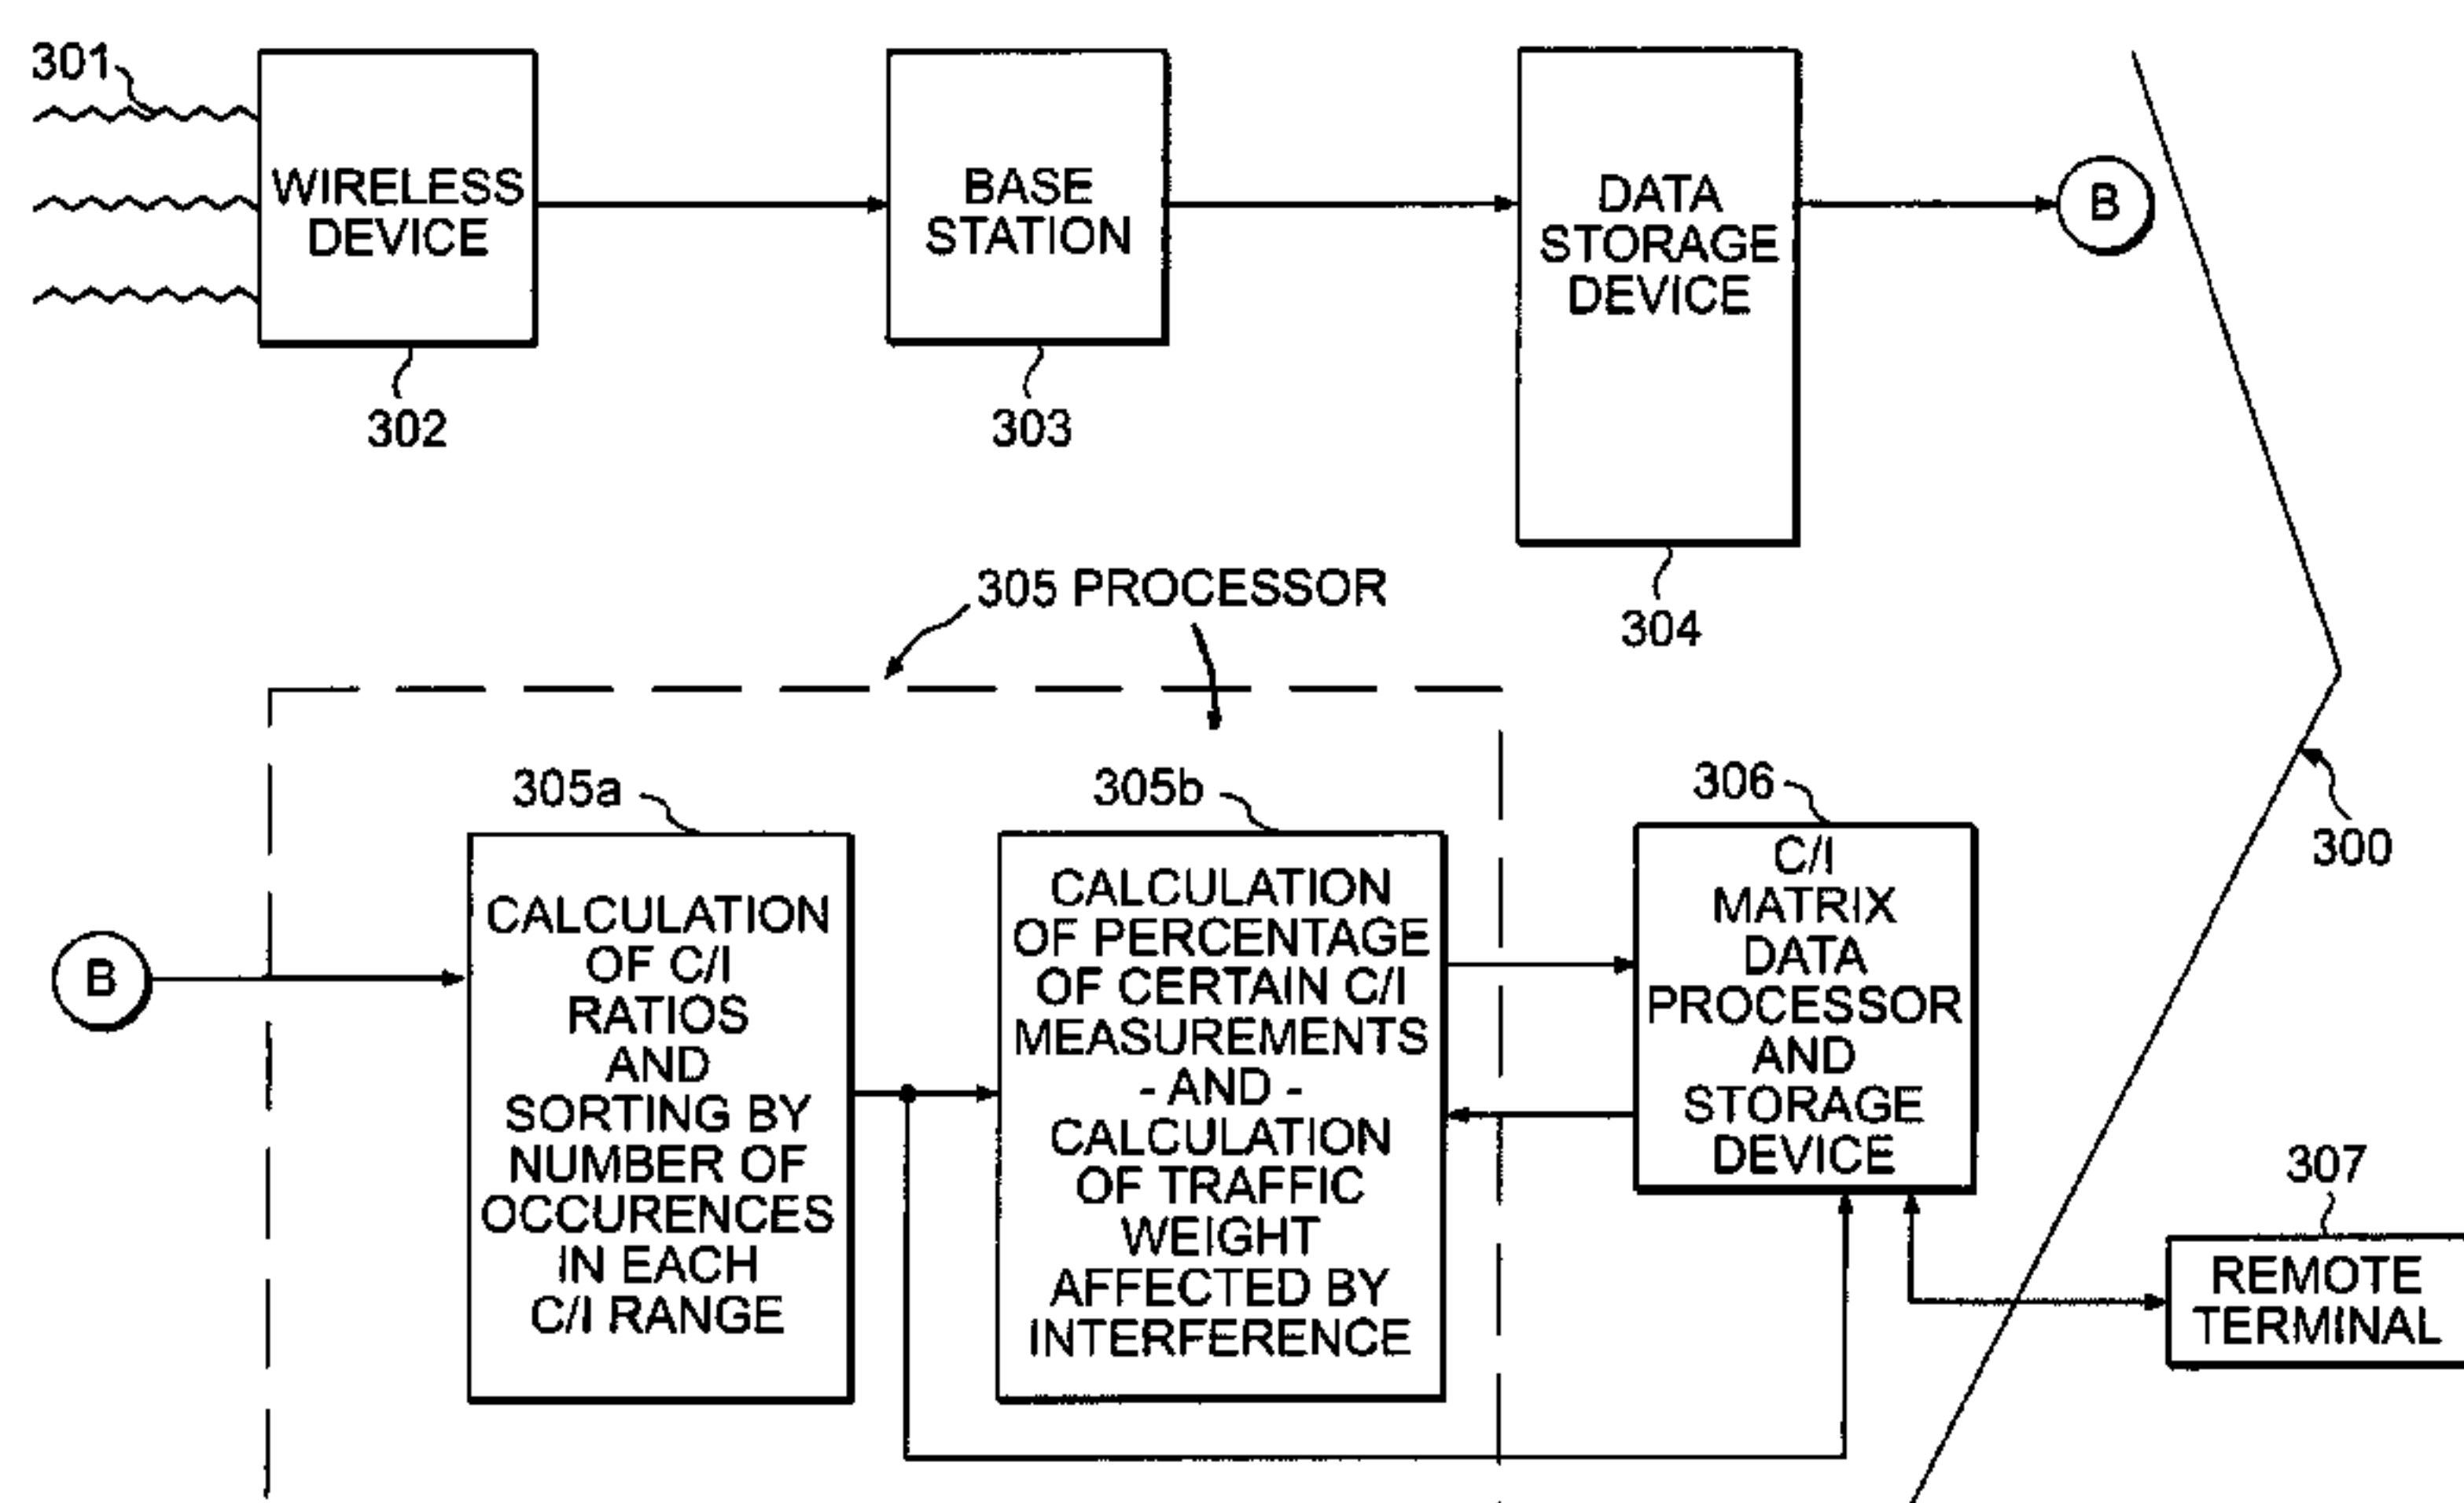 301
WIRELESS
DEVICE
302
BASE
STATION
303
DATA
STORAGE
DEVICE
304
B
305 PROCESSOR
300
B
305a
CALCULATION
OF C/I
RATIOS
AND
SORTING BY
NUMBER OF
OCCURENCES
IN EACH
C/I RANGE
305b
CALCULATION
OF PERCENTAGE
OF CERTAIN C/I
MEASUREMENTS
- AND -
CALCULATION
OF TRAFFIC
WEIGHT
AFFECTED BY
INTERFERENCE
306
C/I
MATRIX
DATA
PROCESSOR
AND
STORAGE
DEVICE
307
REMOTE
TERMINAL